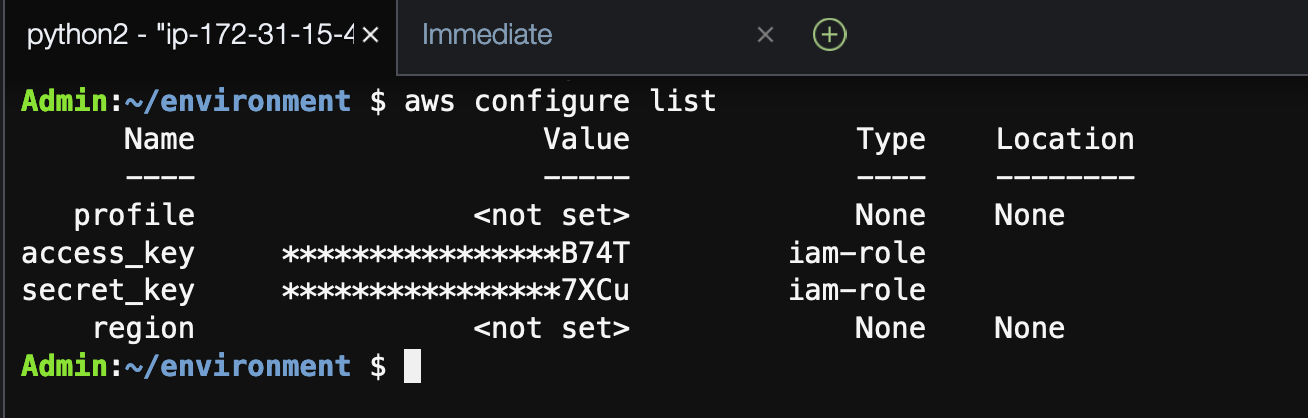 python2 - "ip-172-31-15-4 × Immediate ×
Admin:~/environment $ aws configure list
Name Value Type Location
---- ----- ---- --------
profile <not set> None None
access_key ****************B74T iam-role
secret_key ****************7XCu iam-role
region <not set> None None
Admin:~/environment $